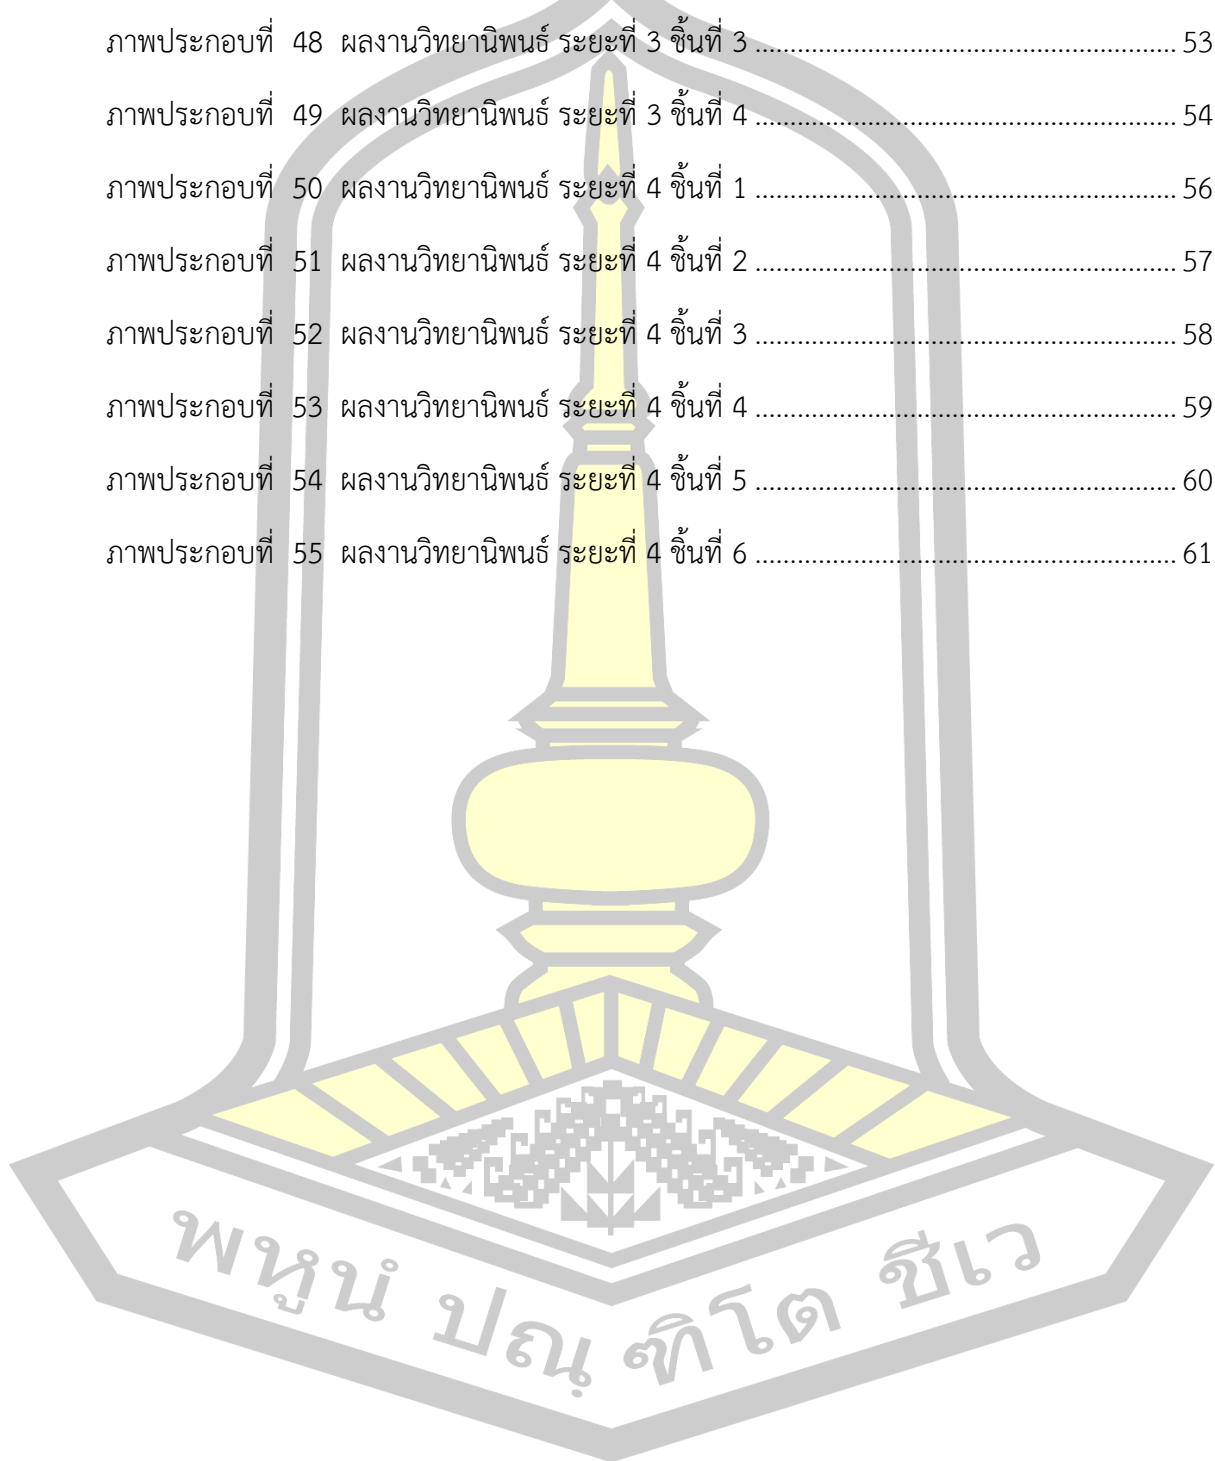 ภาพประกอบที่ 48 ผลงานวิทยานิพนธ์ ระยะที่ 3 ชิ้นที่ 3 ............................................................ 53
ภาพประกอบที่ 49 ผลงานวิทยานิพนธ์ ระยะที่ 3 ชิ้นที่ 4 ............................................................ 54
ภาพประกอบที่ 50 ผลงานวิทยานิพนธ์ ระยะที่ 4 ชิ้นที่ 1 ............................................................ 56
ภาพประกอบที่ 51 ผลงานวิทยานิพนธ์ ระยะที่ 4 ชิ้นที่ 2 ............................................................ 57
ภาพประกอบที่ 52 ผลงานวิทยานิพนธ์ ระยะที่ 4 ชิ้นที่ 3 ............................................................ 58
ภาพประกอบที่ 53 ผลงานวิทยานิพนธ์ ระยะที่ 4 ชิ้นที่ 4 ............................................................ 59
ภาพประกอบที่ 54 ผลงานวิทยานิพนธ์ ระยะที่ 4 ชิ้นที่ 5 ............................................................ 60
ภาพประกอบที่ 55 ผลงานวิทยานิพนธ์ ระยะที่ 4 ชิ้นที่ 6 ............................................................ 61
พหูนํ ปณฺ ฑิโต ชีเว